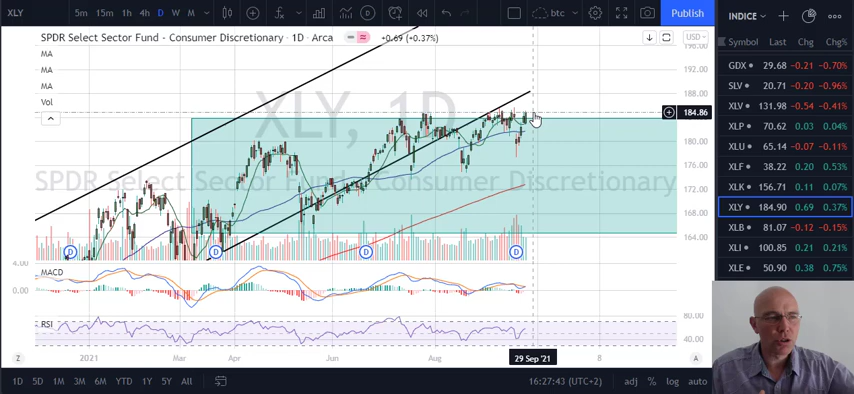 XLY 5m 15m 1h 4h D W M btc Publish
SPDR Select Sector Fund - Consumer Discretionary · 1D · Arca +0.69 (+0.37%) USD
MA
MA
MA
MA
Vol
XLY, 1D
SPDR Select Sector Fund - Consumer Discretionary
196.00
192.00
188.00
184.86
180.00
176.00
172.00
168.00
164.00
D D D D
MACD
4.00
0.00
RSI
80.00
40.00
Z 2021 Mar Apr Jun Aug 29 Sep '21 8 A
1D 5D 1M 3M 6M YTD 1Y 5Y All 16:27:43 (UTC+2) adj % log auto
INDICE
Symbol Last Chg Chg%
GDX 29.68 −0.21 −0.70%
SLV 20.71 −0.20 −0.96%
XLV 131.98 −0.54 −0.41%
XLP 70.62 0.03 0.04%
XLU 65.14 −0.07 −0.11%
XLF 38.22 0.20 0.53%
XLK 156.71 0.11 0.07%
XLY 184.90 0.69 0.37%
XLB 81.07 −0.12 −0.15%
XLI 100.85 0.21 0.21%
XLE 50.90 0.38 0.75%